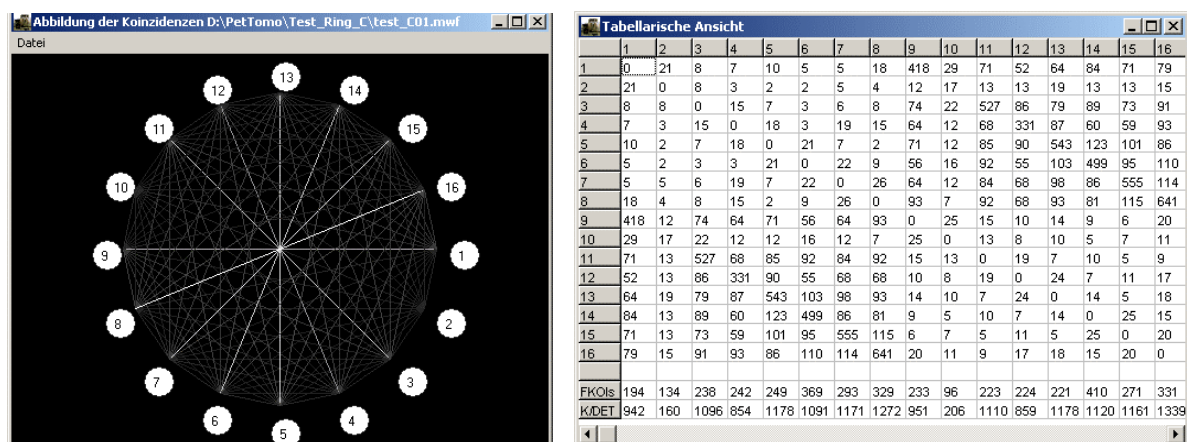 Abbildung der Koinzidenzen D:\PetTomo\Test_Ring_C\test_C01.mwf
Datei
13
12
14
11
15
10
16
9
1
8
2
7
3
6
4
5
Tabellarische Ansicht
1 2 3 4 5 6 7 8 9 10 11 12 13 14 15 16
1 0 21 8 7 10 5 5 18 418 29 71 52 64 84 71 79
2 21 0 8 3 2 2 5 4 12 17 13 13 19 13 13 15
3 8 8 0 15 7 3 6 8 74 22 527 86 79 89 73 91
4 7 3 15 0 18 3 19 15 64 12 68 331 87 60 59 93
5 10 2 7 18 0 21 7 2 71 12 85 90 543 123 101 86
6 5 2 3 3 21 0 22 9 56 16 92 55 103 499 95 110
7 5 5 6 19 7 22 0 26 64 12 84 68 98 86 555 114
8 18 4 8 15 2 9 26 0 93 7 92 68 93 81 115 641
9 418 12 74 64 71 56 64 93 0 25 15 10 14 9 6 20
10 29 17 22 12 12 16 12 7 25 0 13 8 10 5 7 11
11 71 13 527 68 85 92 84 92 15 13 0 19 7 10 5 9
12 52 13 86 331 90 55 68 68 10 8 19 0 24 7 11 17
13 64 19 79 87 543 103 98 93 14 10 7 24 0 14 5 18
14 84 13 89 60 123 499 86 81 9 5 10 7 14 0 25 15
15 71 13 73 59 101 95 555 115 6 7 5 11 5 25 0 20
16 79 15 91 93 86 110 114 641 20 11 9 17 18 15 20 0
FKOIs 194 134 238 242 249 369 293 329 233 96 223 224 221 410 271 331
K/DET 942 160 1096 854 1178 1091 1171 1272 951 206 1110 859 1178 1120 1161 1339